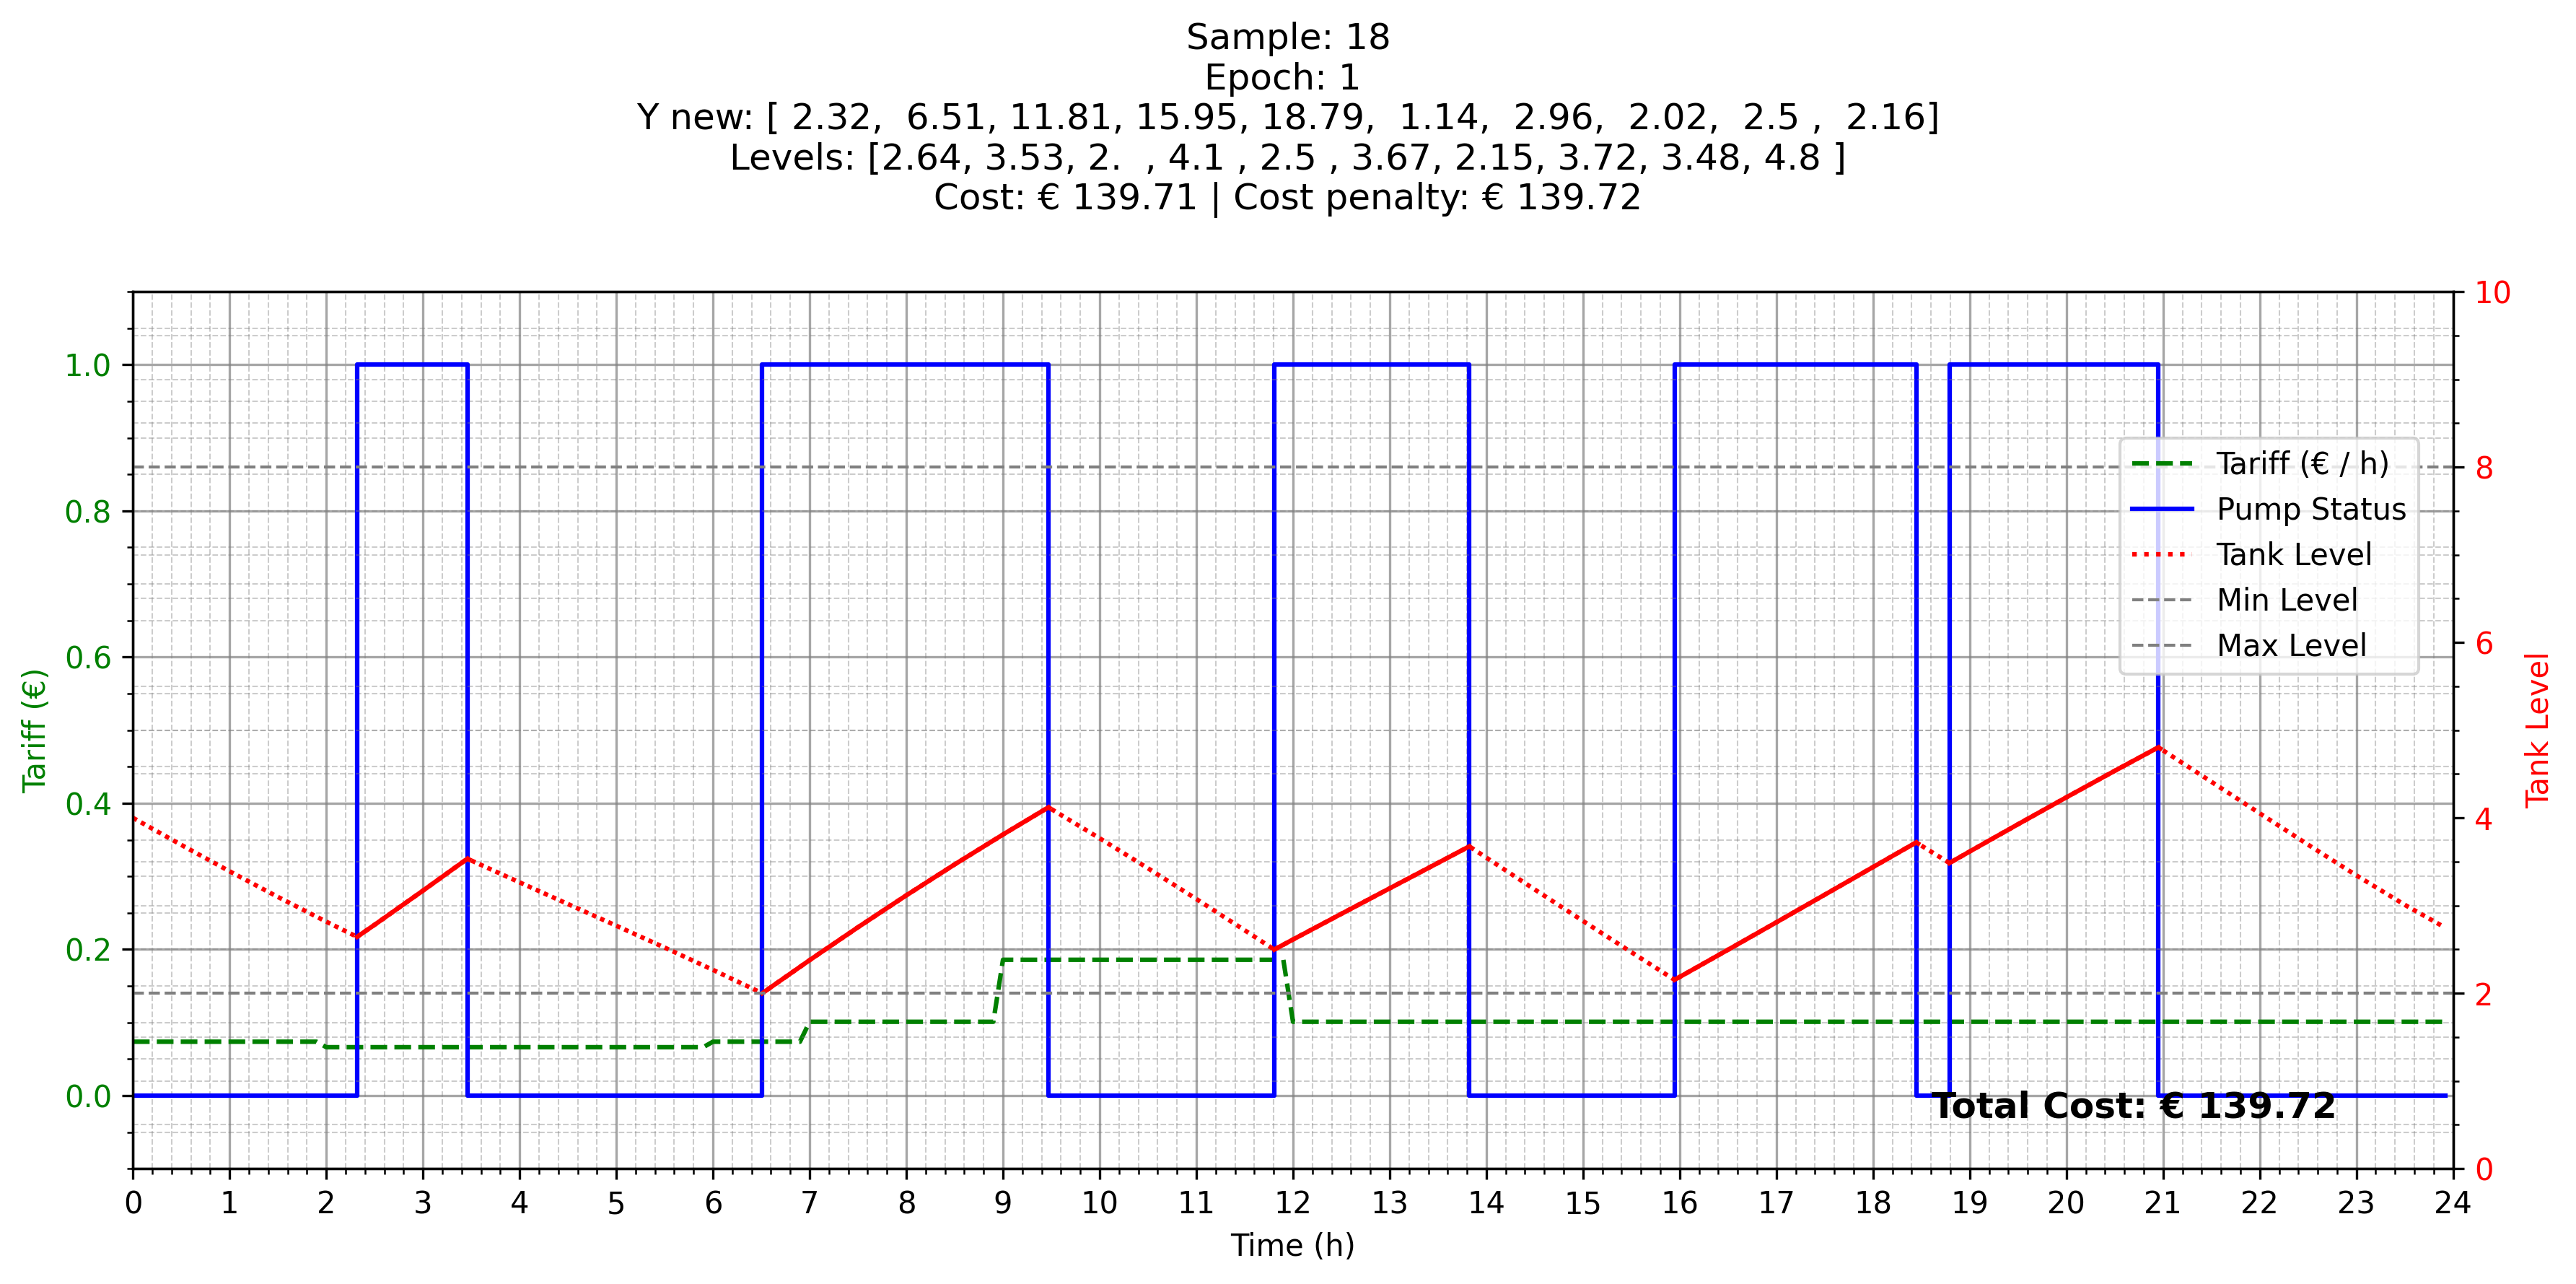 Sample: 18
Epoch: 1
Y new: [ 2.32,  6.51, 11.81, 15.95, 18.79,  1.14,  2.96,  2.02,  2.5 ,  2.16]
Levels: [2.64, 3.53, 2.  , 4.1 , 2.5 , 3.67, 2.15, 3.72, 3.48, 4.8 ]
Cost: € 139.71 | Cost penalty: € 139.72
1.0
0.8
0.6
0.4
0.2
0.0
Tariff (€)
10
8
6
4
2
0
Tank Level
Tariff (€ / h)
Pump Status
Tank Level
Min Level
Max Level
Total Cost: € 139.72
0 1 2 3 4 5 6 7 8 9 10 11 12 13 14 15 16 17 18 19 20 21 22 23 24
Time (h)